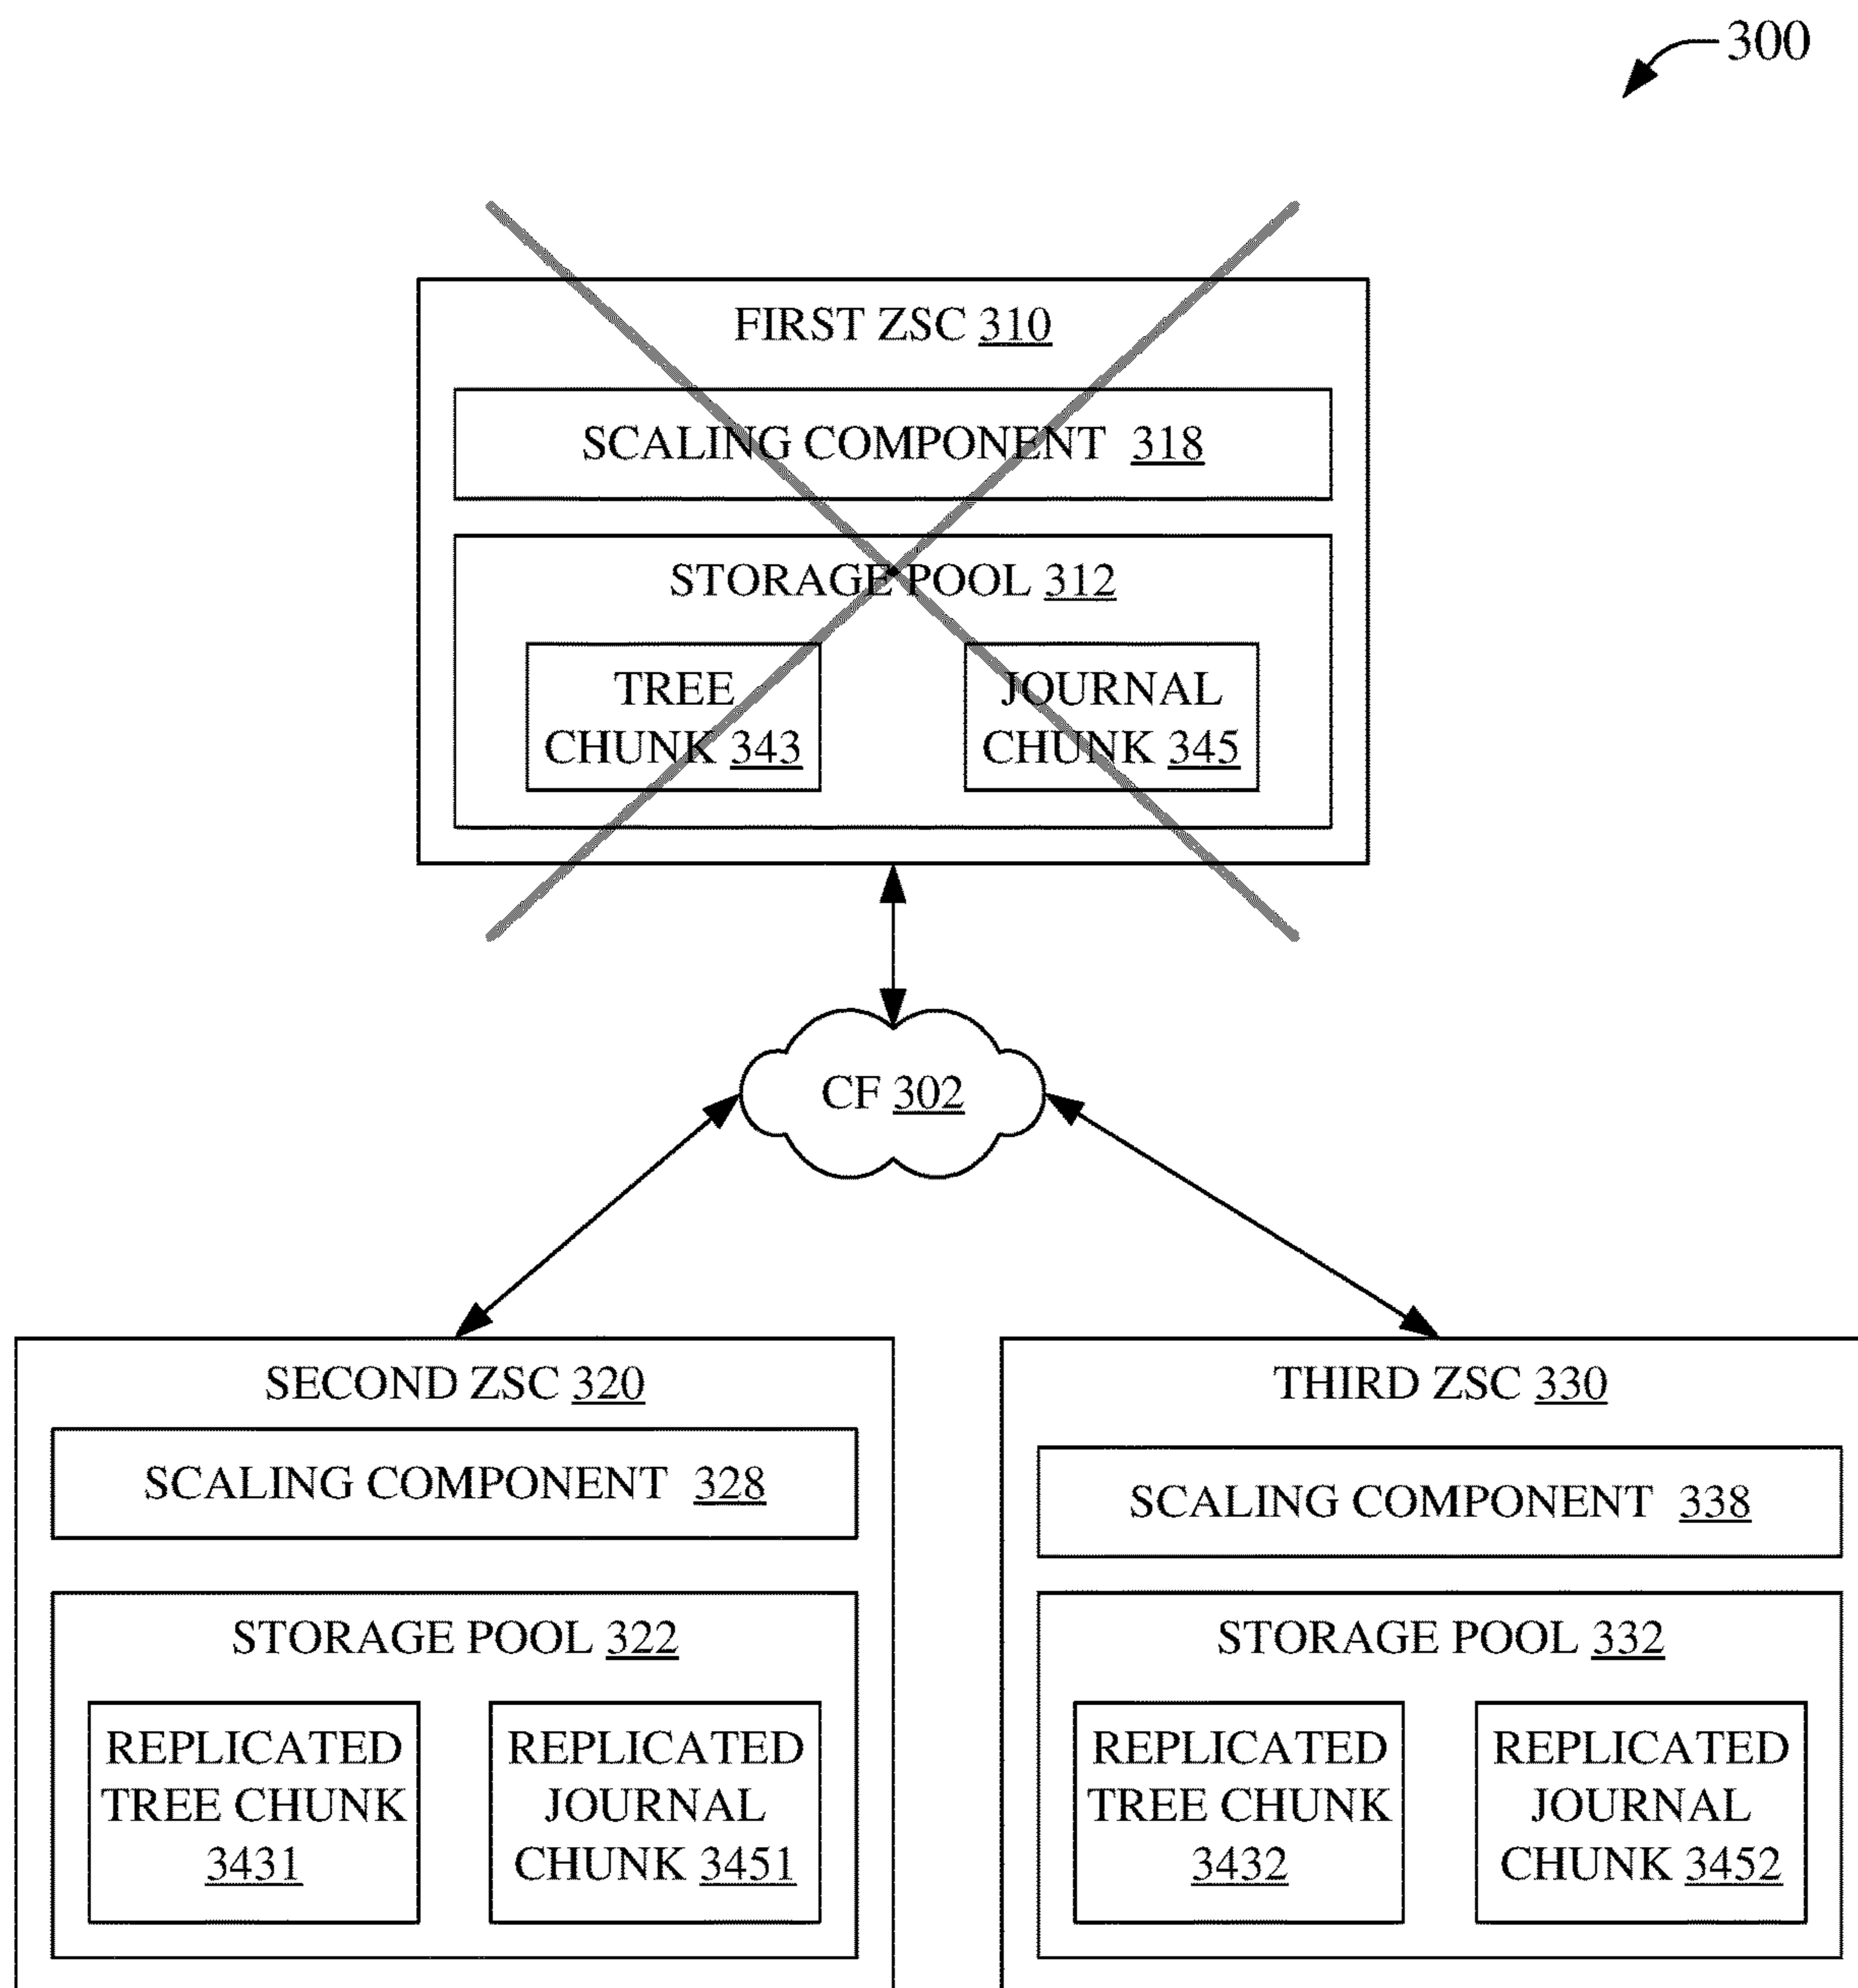 300
FIRST ZSC 310
SCALING COMPONENT 318
STORAGE POOL 312
TREE
CHUNK 343
JOURNAL
CHUNK 345
CF 302
SECOND ZSC 320
SCALING COMPONENT 328
STORAGE POOL 322
REPLICATED
TREE CHUNK
3431
REPLICATED
JOURNAL
CHUNK 3451
THIRD ZSC 330
SCALING COMPONENT 338
STORAGE POOL 332
REPLICATED
TREE CHUNK
3432
REPLICATED
JOURNAL
CHUNK 3452